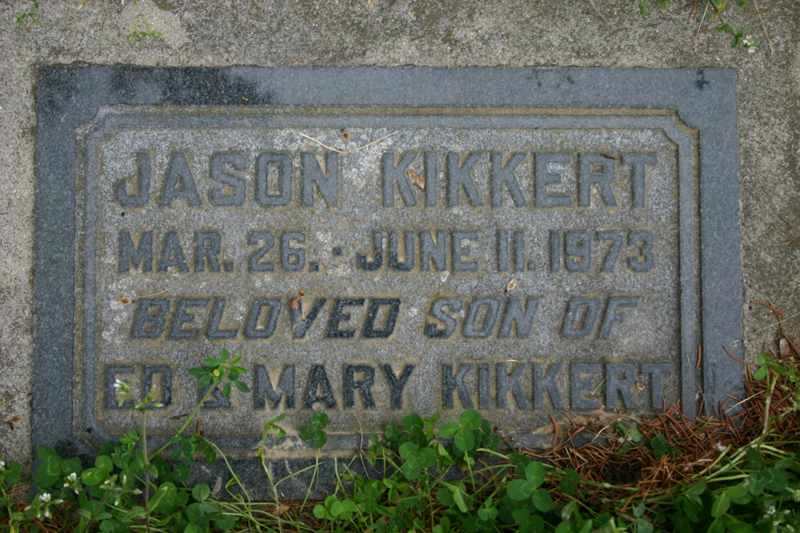 JASON KIKKERT
MAR. 26. - JUNE 11. 1973
BELOVED SON OF
ED & MARY KIKKERT